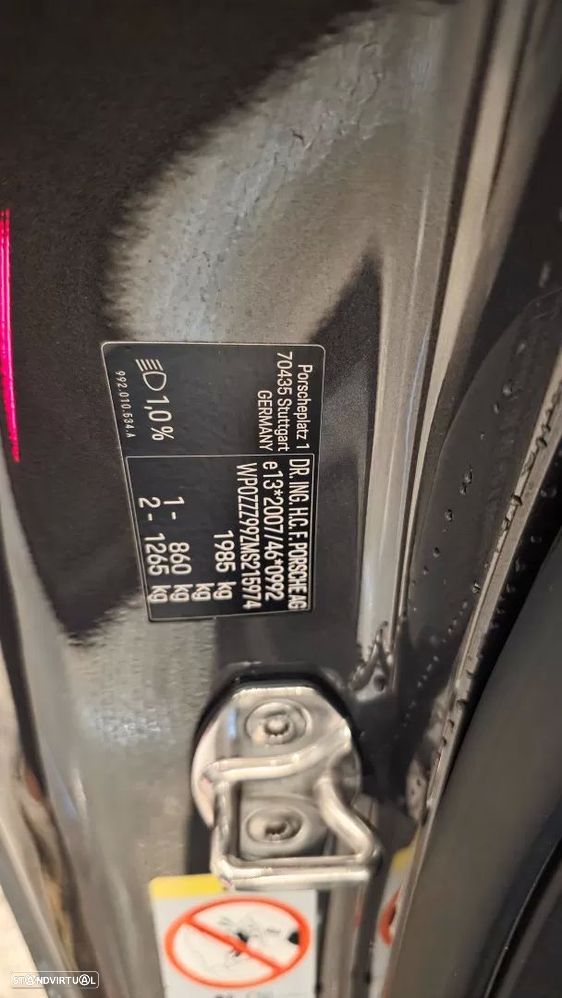 Porscheplatz 1
70435 Stuttgart
GERMANY
1,0%
992.010.534.A
DR. ING. H.C. F. PORSCHE AG
e13*2007/46*0992
WP0ZZZ99ZMS215974
1985 kg
kg
1 - 860 kg
2 - 1265 kg
STANDVIRTUAL